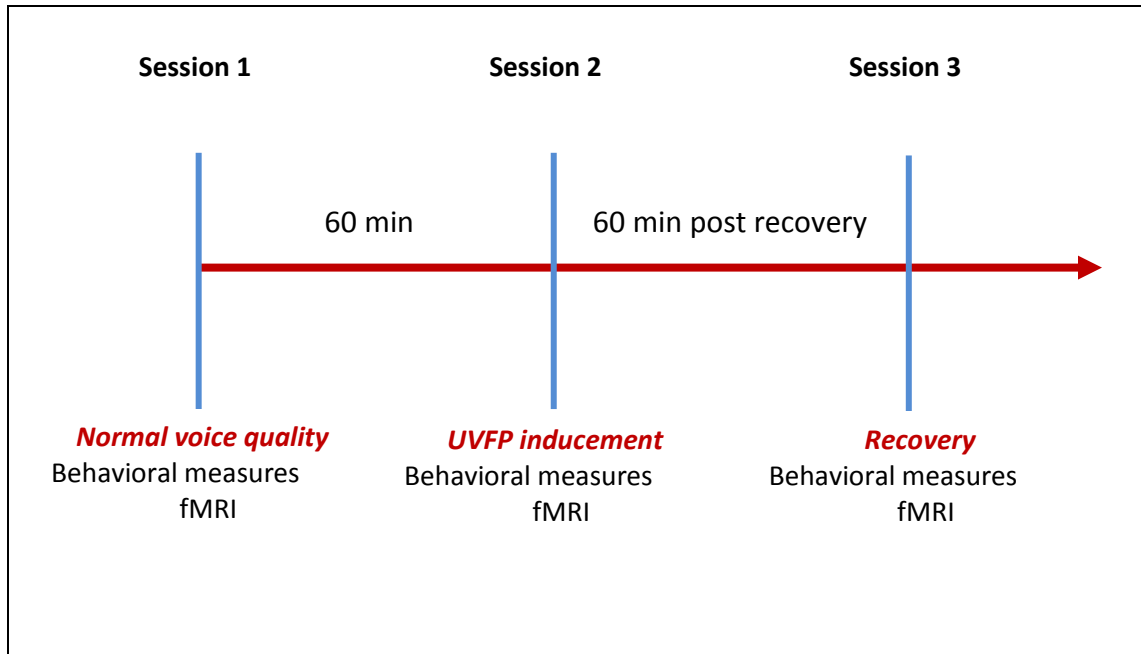 Session 1
Session 2
Session 3
60 min
60 min post recovery
Normal voice quality
Behavioral measures
fMRI
UVFP inducement
Behavioral measures
fMRI
Recovery
Behavioral measures
fMRI